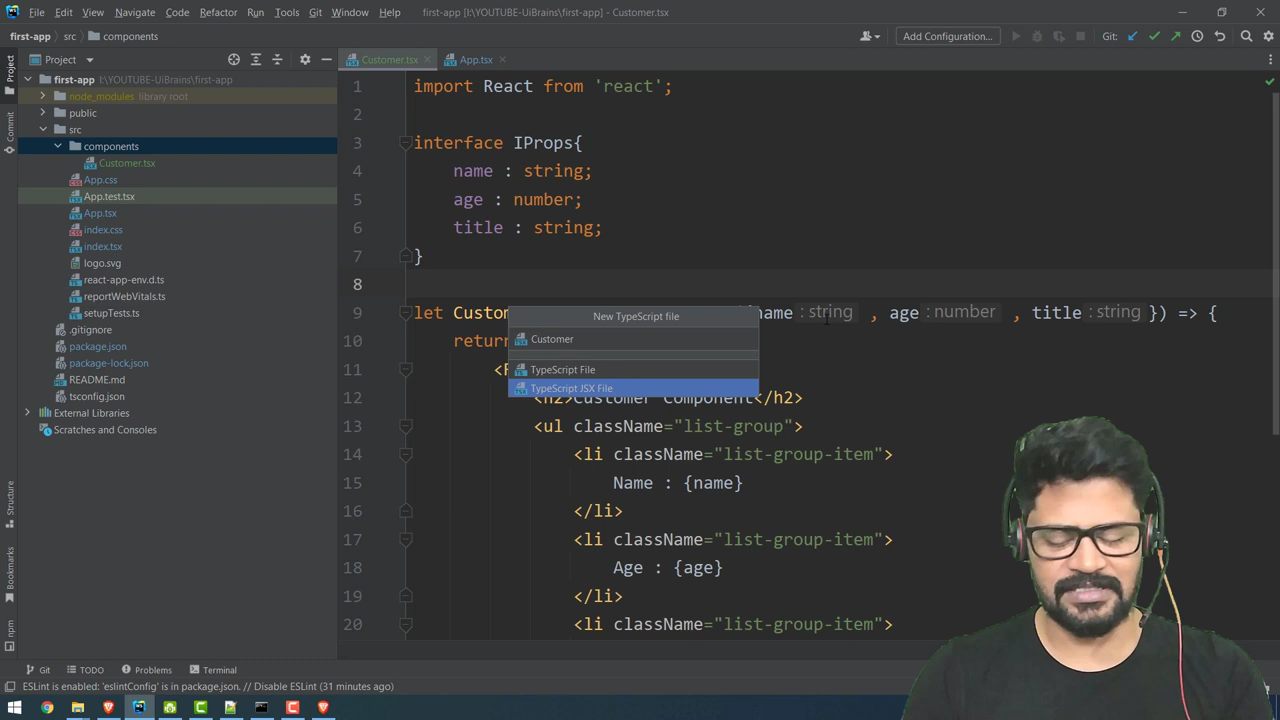 File Edit View Navigate Code Refactor Run Tools Git Window Help first-app [I:\YOUTUBE-UiBrains\first-app] - Customer.tsx
first-app src components Add Configuration... Git:
Project Customer.tsx App.tsx
Project
Commit
Structure
Bookmarks
npm
first-app I:\YOUTUBE-UiBrains\first-app
node_modules library root
public
src
components
Customer.tsx
App.css
App.test.tsx
App.tsx
index.css
index.tsx
logo.svg
react-app-env.d.ts
reportWebVitals.ts
setupTests.ts
.gitignore
package.json
package-lock.json
README.md
tsconfig.json
External Libraries
Scratches and Consoles
1 import React from 'react';
2
3 interface IProps{
4 name : string;
5 age : number;
6 title : string;
7 }
8
9 let Custom name : string , age : number , title : string }) => {
10 return
11 <
12 <h2>Customer Component</h2>
13 <ul className="list-group">
14 <li className="list-group-item">
15 Name : {name}
16 </li>
17 <li className="list-group-item">
18 Age : {age}
19 </li>
20 <li className="list-group-item">
New TypeScript file
Customer
TypeScript File
TypeScript JSX File
Git TODO Problems Terminal
ESLint is enabled: 'eslintConfig' is in package.json. // Disable ESLint (31 minutes ago)